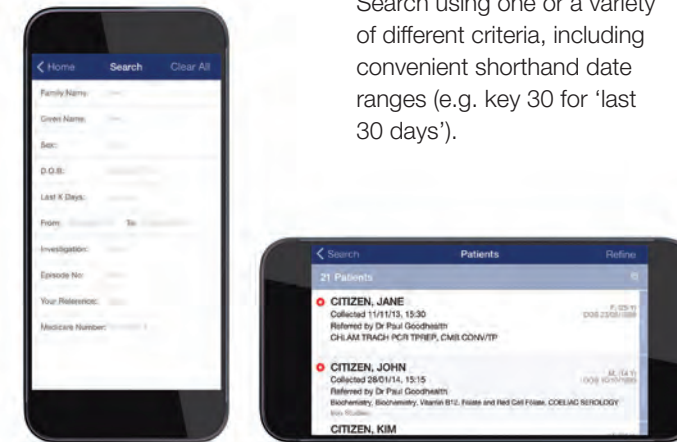 Search using one or a variety
of different criteria, including
convenient shorthand date
ranges (e.g. key 30 for ‘last
30 days’).
Home Search Clear All
Family Name:
Given Name:
Sex:
D.O.B:
Last X Days:
From: To:
Investigation:
Episode No:
Your Reference:
Medicare Number:
Search Patients Refine
21 Patients
CITIZEN, JANE
Collected 11/11/13, 15:30
Referred by Dr Paul Goodhealth
CHLAM TRACH PCR TPREP, CMB CONV/TP
CITIZEN, JOHN
Collected 28/01/14, 15:15
Referred by Dr Paul Goodhealth
Biochemistry, Biochemistry, Vitamin B12, Folate and Red Cell Folate, COELIAC SEROLOGY
CITIZEN, KIM